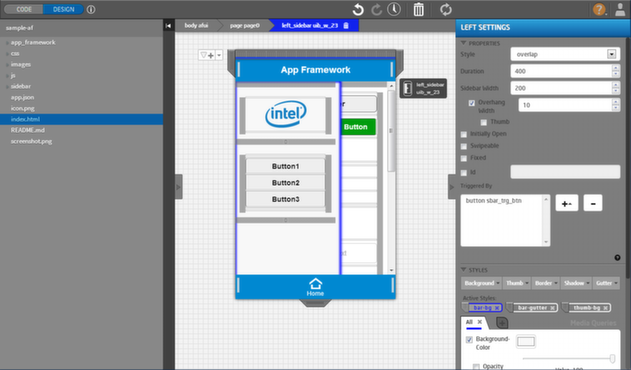 CODE
DESIGN
sample af
app_framework
css
images
js
sidebar
app.json
icon.png
index.html
README.md
screenshot.png
body afui
page page0
left_sidebar uib_w_23
App Framework
intel
Button
Button1
Button2
Button3
Home
left_sidebar
uib_w_23
LEFT SETTINGS
PROPERTIES
Style
overlap
Duration
400
Sidebar Width
200
Overhang
Width
10
Thumb
Initially Open
Swipeable
Fixed
Id
Triggered By
button sbar_trg_btn
STYLES
Background
Thumb
Border
Shadow
Gutter
Active Styles:
bar-bg
bar-gutter
thumb-bg
All
Media Queries
Background-
Color
Opacity